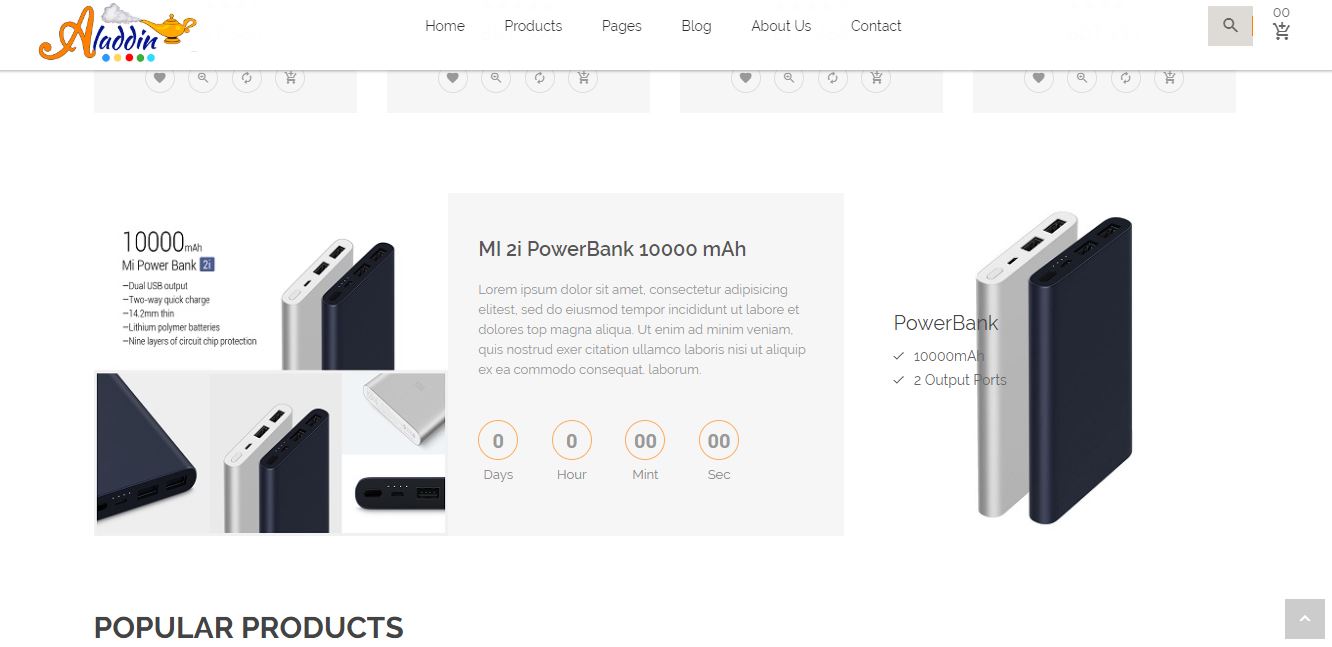 Aladdin
Home
Products
Pages
Blog
About Us
Contact
00
10000mAh
Mi Power Bank 2i
–Dual USB output
–Two-way quick charge
–14.2mm thin
–Lithium polymer batteries
–Nine layers of circuit chip protection
MI 2i PowerBank 10000 mAh
Lorem ipsum dolor sit amet, consectetur adipisicing
elitest, sed do eiusmod tempor incididunt ut labore et
dolores top magna aliqua. Ut enim ad minim veniam,
quis nostrud exer citation ullamco laboris nisi ut aliquip
ex ea commodo consequat. laborum.
0
0
00
00
Days
Hour
Mint
Sec
PowerBank
10000mAh
2 Output Ports
POPULAR PRODUCTS